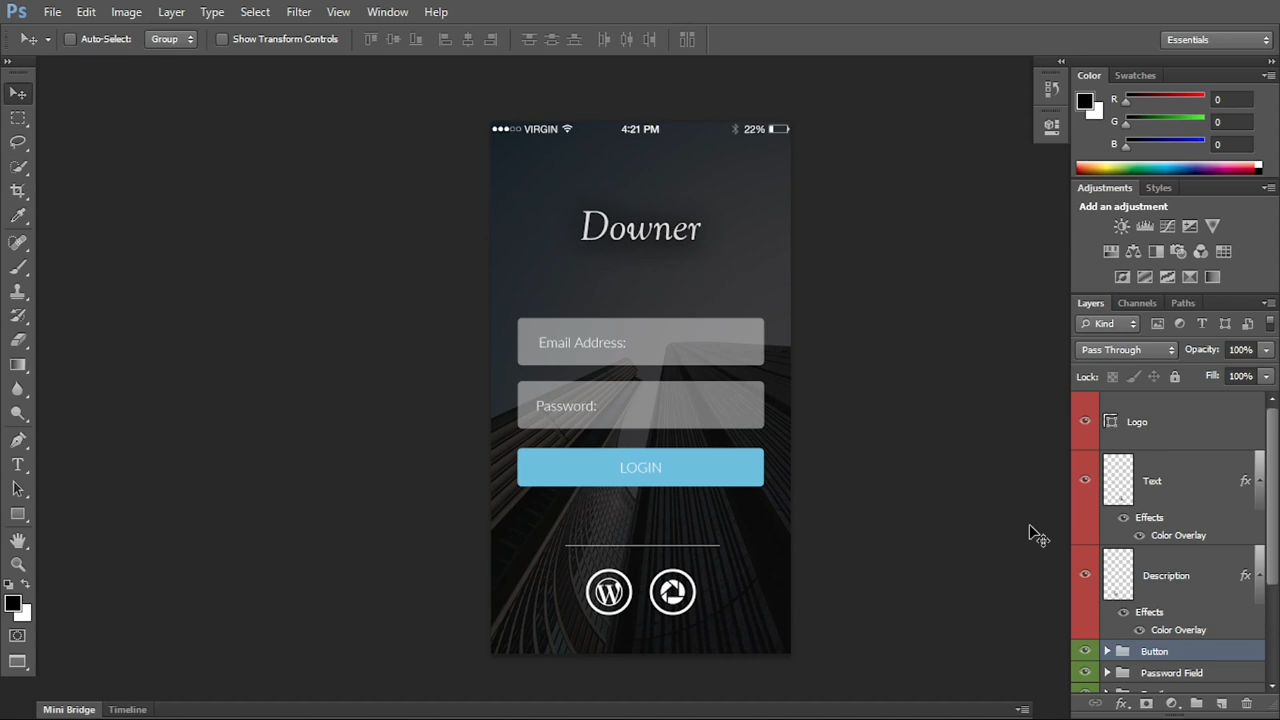 Ps File Edit Image Layer Type Select Filter View Window Help
Auto-Select: Group Show Transform Controls Essentials
Color Swatches
R 0
G 0
B 0
Adjustments Styles
Add an adjustment
Layers Channels Paths
Kind
Pass Through Opacity: 100%
Lock: Fill: 100%
Logo
Text fx
Effects
Color Overlay
Description fx
Effects
Color Overlay
Button
Password Field
fx
VIRGIN 4:21 PM 22%
Downer
Email Address:
Password:
LOGIN
Mini Bridge Timeline